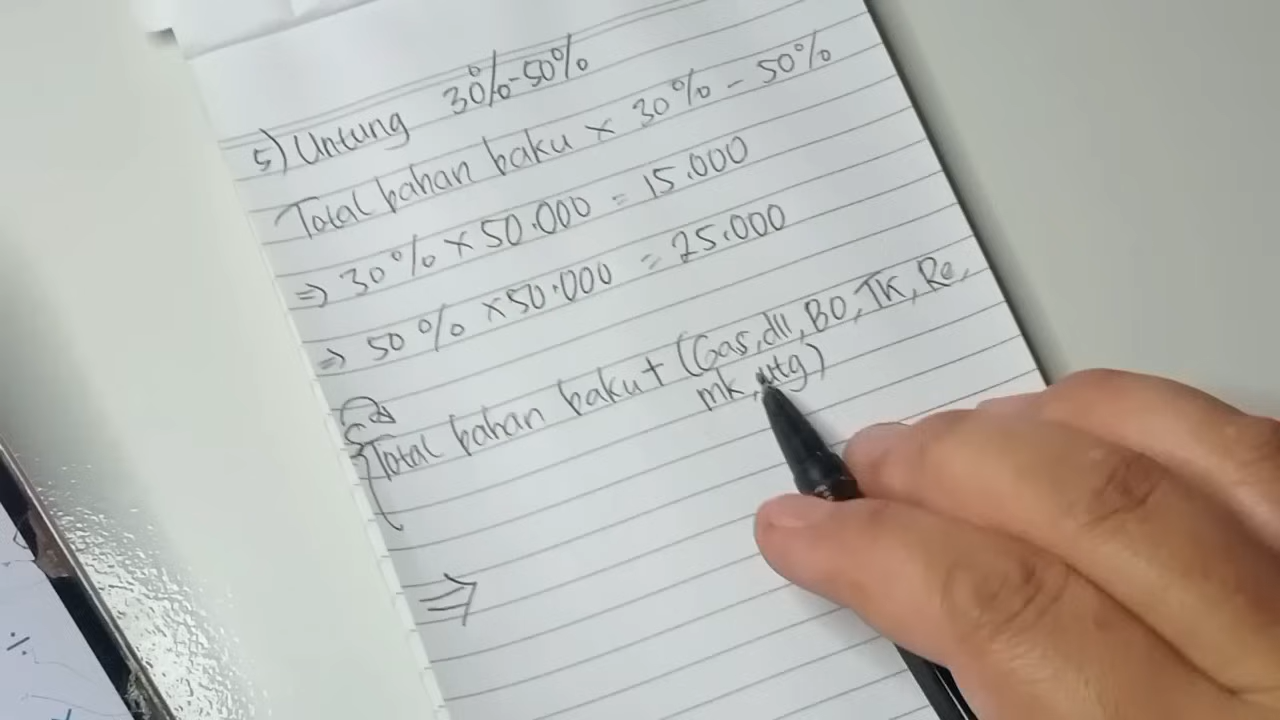 5) Untung 30%-50%
Total bahan baku × 30% - 50%
⇒ 30% × 50.000 = 15.000
⇒ 50% × 50.000 = 25.000
Total bahan baku + (Gas, dll, BO, TK, Re,
mk, utg)
⇒